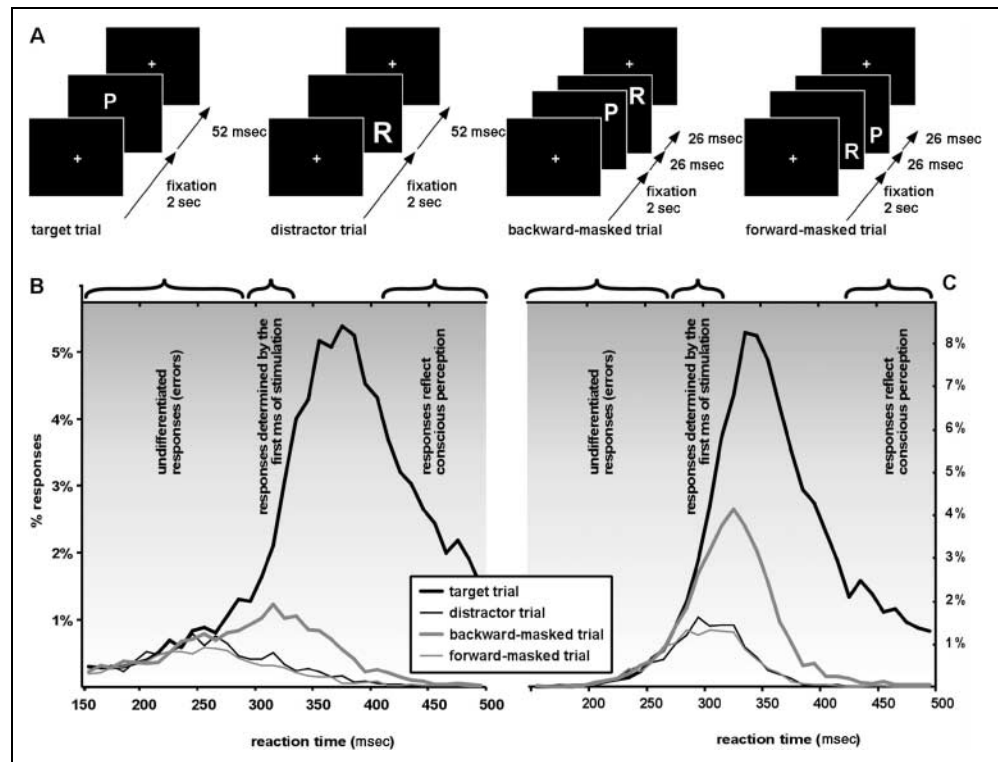 A
+
P
+
52 msec
fixation
2 sec
target trial
+
R
+
52 msec
fixation
2 sec
distractor trial
+
R
P
+
26 msec
26 msec
fixation
2 sec
backward-masked trial
+
P
R
+
26 msec
26 msec
fixation
2 sec
forward-masked trial
B
% responses
5%
4%
3%
2%
1%
undifferentiated
responses (errors)
responses determined by the
first ms of stimulation
responses reflect
conscious perception
150 200 250 300 350 400 450 500
reaction time (msec)
target trial
distractor trial
backward-masked trial
forward-masked trial
C
undifferentiated
responses (errors)
responses determined by the
first ms of stimulation
responses reflect
conscious perception
8%
7%
6%
5%
4%
3%
2%
1%
200 250 300 350 400 450 500
reaction time (msec)